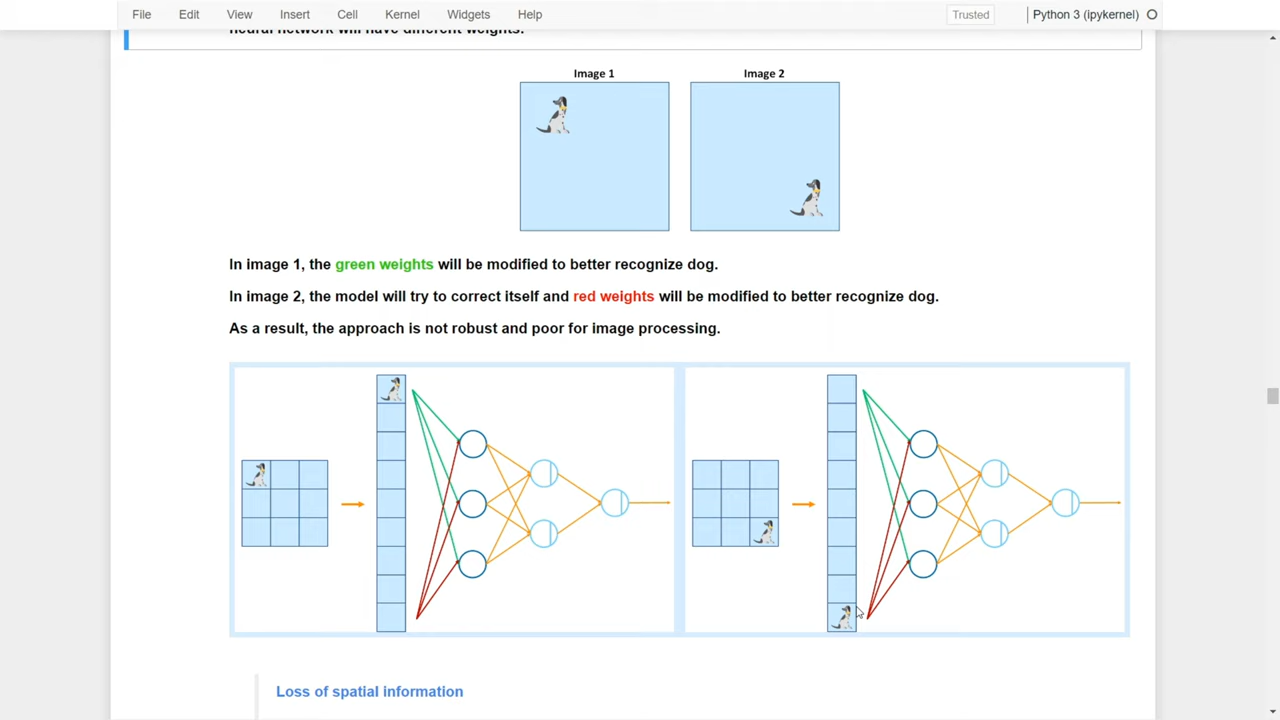 File Edit View Insert Cell Kernel Widgets Help Trusted Python 3 (ipykernel)
neural network will have different weights.
Image 1 Image 2
In image 1, the green weights will be modified to better recognize dog.
In image 2, the model will try to correct itself and red weights will be modified to better recognize dog.
As a result, the approach is not robust and poor for image processing.
Loss of spatial information